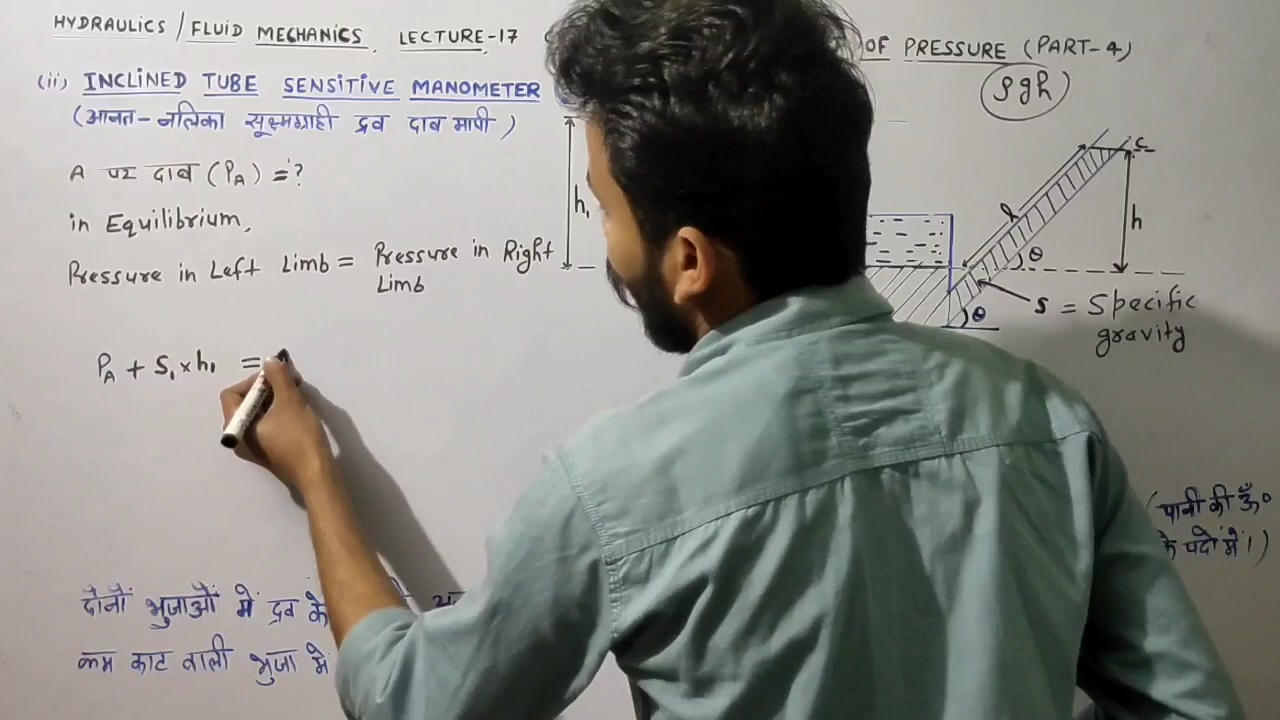 HYDRAULICS / FLUID MECHANICS, LECTURE-17
OF PRESSURE (PART-4)
ρgh
(ii) INCLINED TUBE SENSITIVE MANOMETER
(आनत-नलिका सूक्ष्मग्राही द्रव दाब मापी)
A पर दाब (PA) = ?
in Equilibrium,
Pressure in Left Limb = Pressure in Right Limb
PA + S1 × h1 =
h1
C
l
h
θ
θ
S = Specific
gravity
(पानी की ऊँ०
के पदों में।)
दोनों भुजाओं में द्रव के
कम काट वाली भुजा में